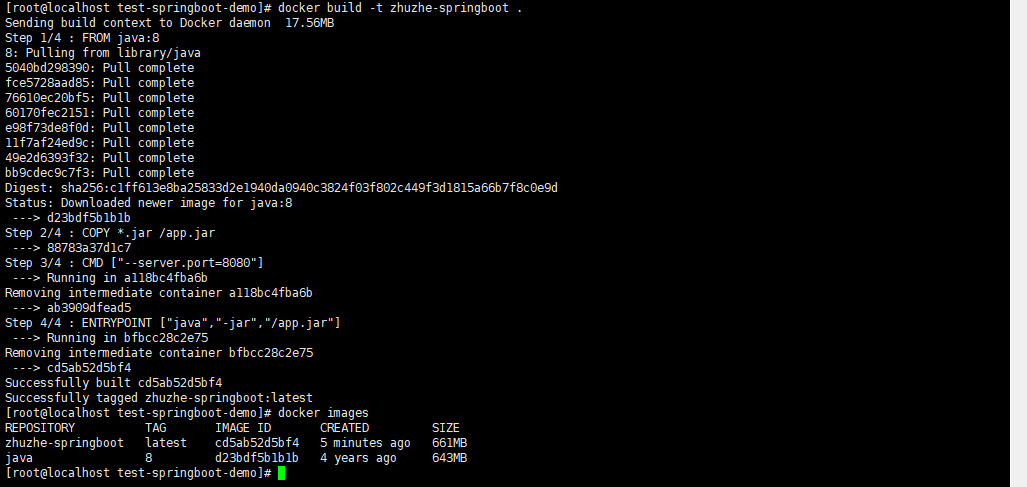 [root@localhost test-springboot-demo]# docker build -t zhuzhe-springboot .
Sending build context to Docker daemon  17.56MB
Step 1/4 : FROM java:8
8: Pulling from library/java
5040bd298390: Pull complete
fce5728aad85: Pull complete
76610ec20bf5: Pull complete
60170fec2151: Pull complete
e98f73de8f0d: Pull complete
11f7af24ed9c: Pull complete
49e2d6393f32: Pull complete
bb9cdec9c7f3: Pull complete
Digest: sha256:c1ff613e8ba25833d2e1940da0940c3824f03f802c449f3d1815a66b7f8c0e9d
Status: Downloaded newer image for java:8
 ---> d23bdf5b1b1b
Step 2/4 : COPY *.jar /app.jar
 ---> 88783a37d1c7
Step 3/4 : CMD ["--server.port=8080"]
 ---> Running in a118bc4fba6b
Removing intermediate container a118bc4fba6b
 ---> ab3909dfead5
Step 4/4 : ENTRYPOINT ["java","-jar","/app.jar"]
 ---> Running in bfbcc28c2e75
Removing intermediate container bfbcc28c2e75
 ---> cd5ab52d5bf4
Successfully built cd5ab52d5bf4
Successfully tagged zhuzhe-springboot:latest
[root@localhost test-springboot-demo]# docker images
REPOSITORY          TAG       IMAGE ID       CREATED         SIZE
zhuzhe-springboot   latest    cd5ab52d5bf4   5 minutes ago   661MB
java                8         d23bdf5b1b1b   4 years ago     643MB
[root@localhost test-springboot-demo]#